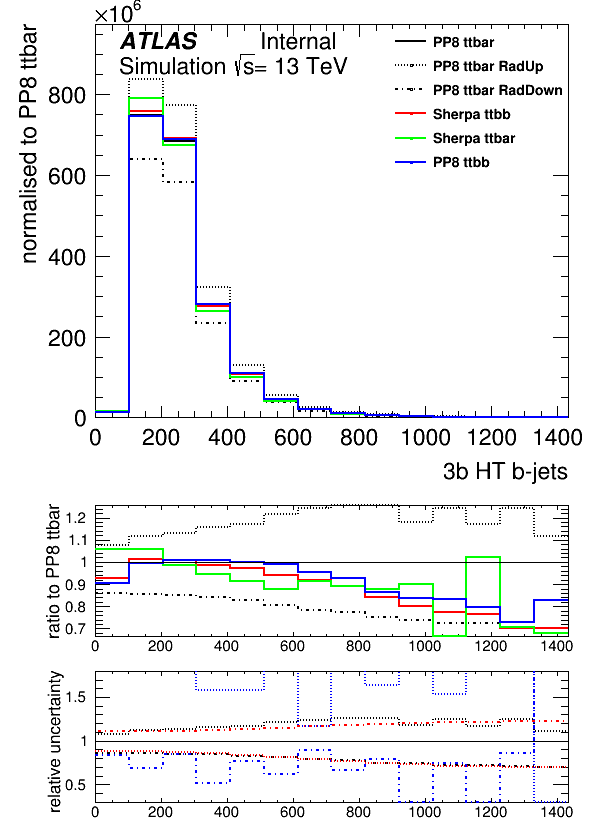 ×10⁶
ATLAS Internal
Simulation √s= 13 TeV
PP8 ttbar
PP8 ttbar RadUp
PP8 ttbar RadDown
Sherpa ttbb
Sherpa ttbar
PP8 ttbb
normalised to PP8 ttbar
800
600
400
200
0
0 200 400 600 800 1000 1200 1400
3b HT b-jets
ratio to PP8 ttbar
1.2
1.1
1
0.9
0.8
0.7
0 200 400 600 800 1000 1200 1400
relative uncertainty
1.5
1
0.5
0 200 400 600 800 1000 1200 1400